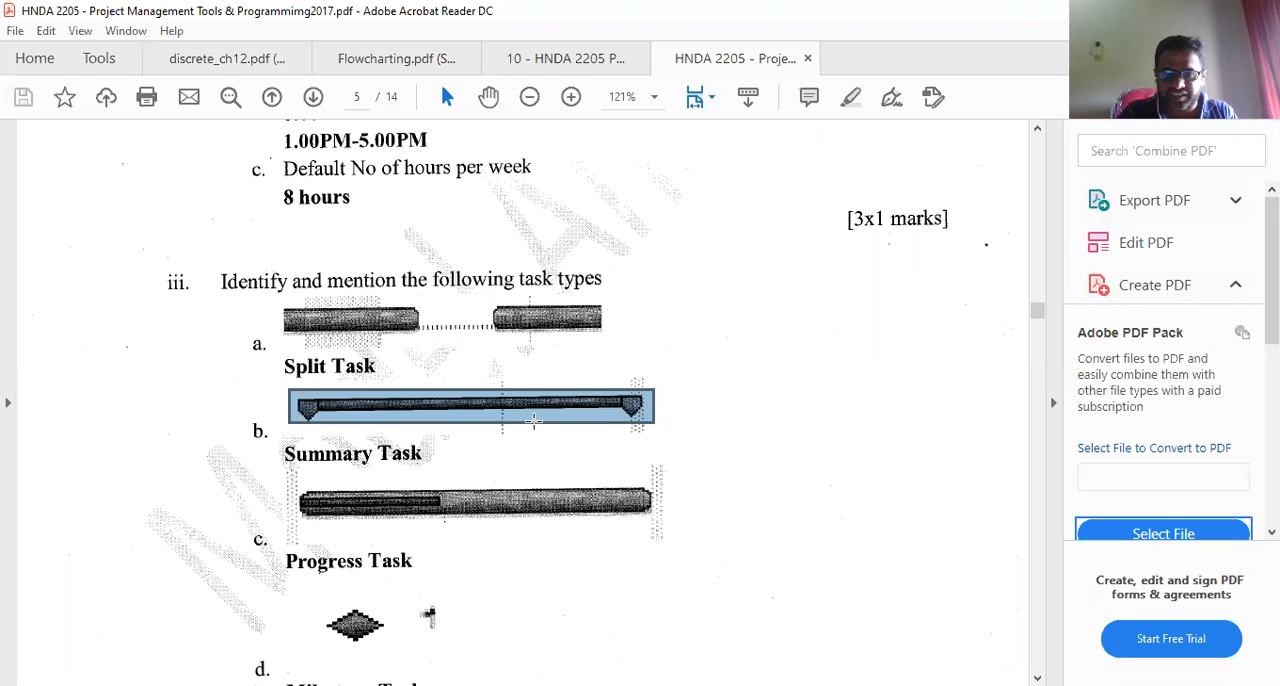 HNDA 2205 - Project Management Tools & Programmimg2017.pdf - Adobe Acrobat Reader DC
File Edit View Window Help
Home Tools discrete_ch12.pdf (... Flowcharting.pdf (S... 10 - HNDA 2205 P... HNDA 2205 - Proje... ×
5 / 14 121%
1.00PM-5.00PM
c. Default No of hours per week
8 hours
[3x1 marks]
iii. Identify and mention the following task types
a.
Split Task
b.
Summary Task
c.
Progress Task
d.
Search 'Combine PDF'
Export PDF
Edit PDF
Create PDF
Adobe PDF Pack
Convert files to PDF and
easily combine them with
other file types with a paid
subscription
Select File to Convert to PDF
Select File
Create, edit and sign PDF
forms & agreements
Start Free Trial